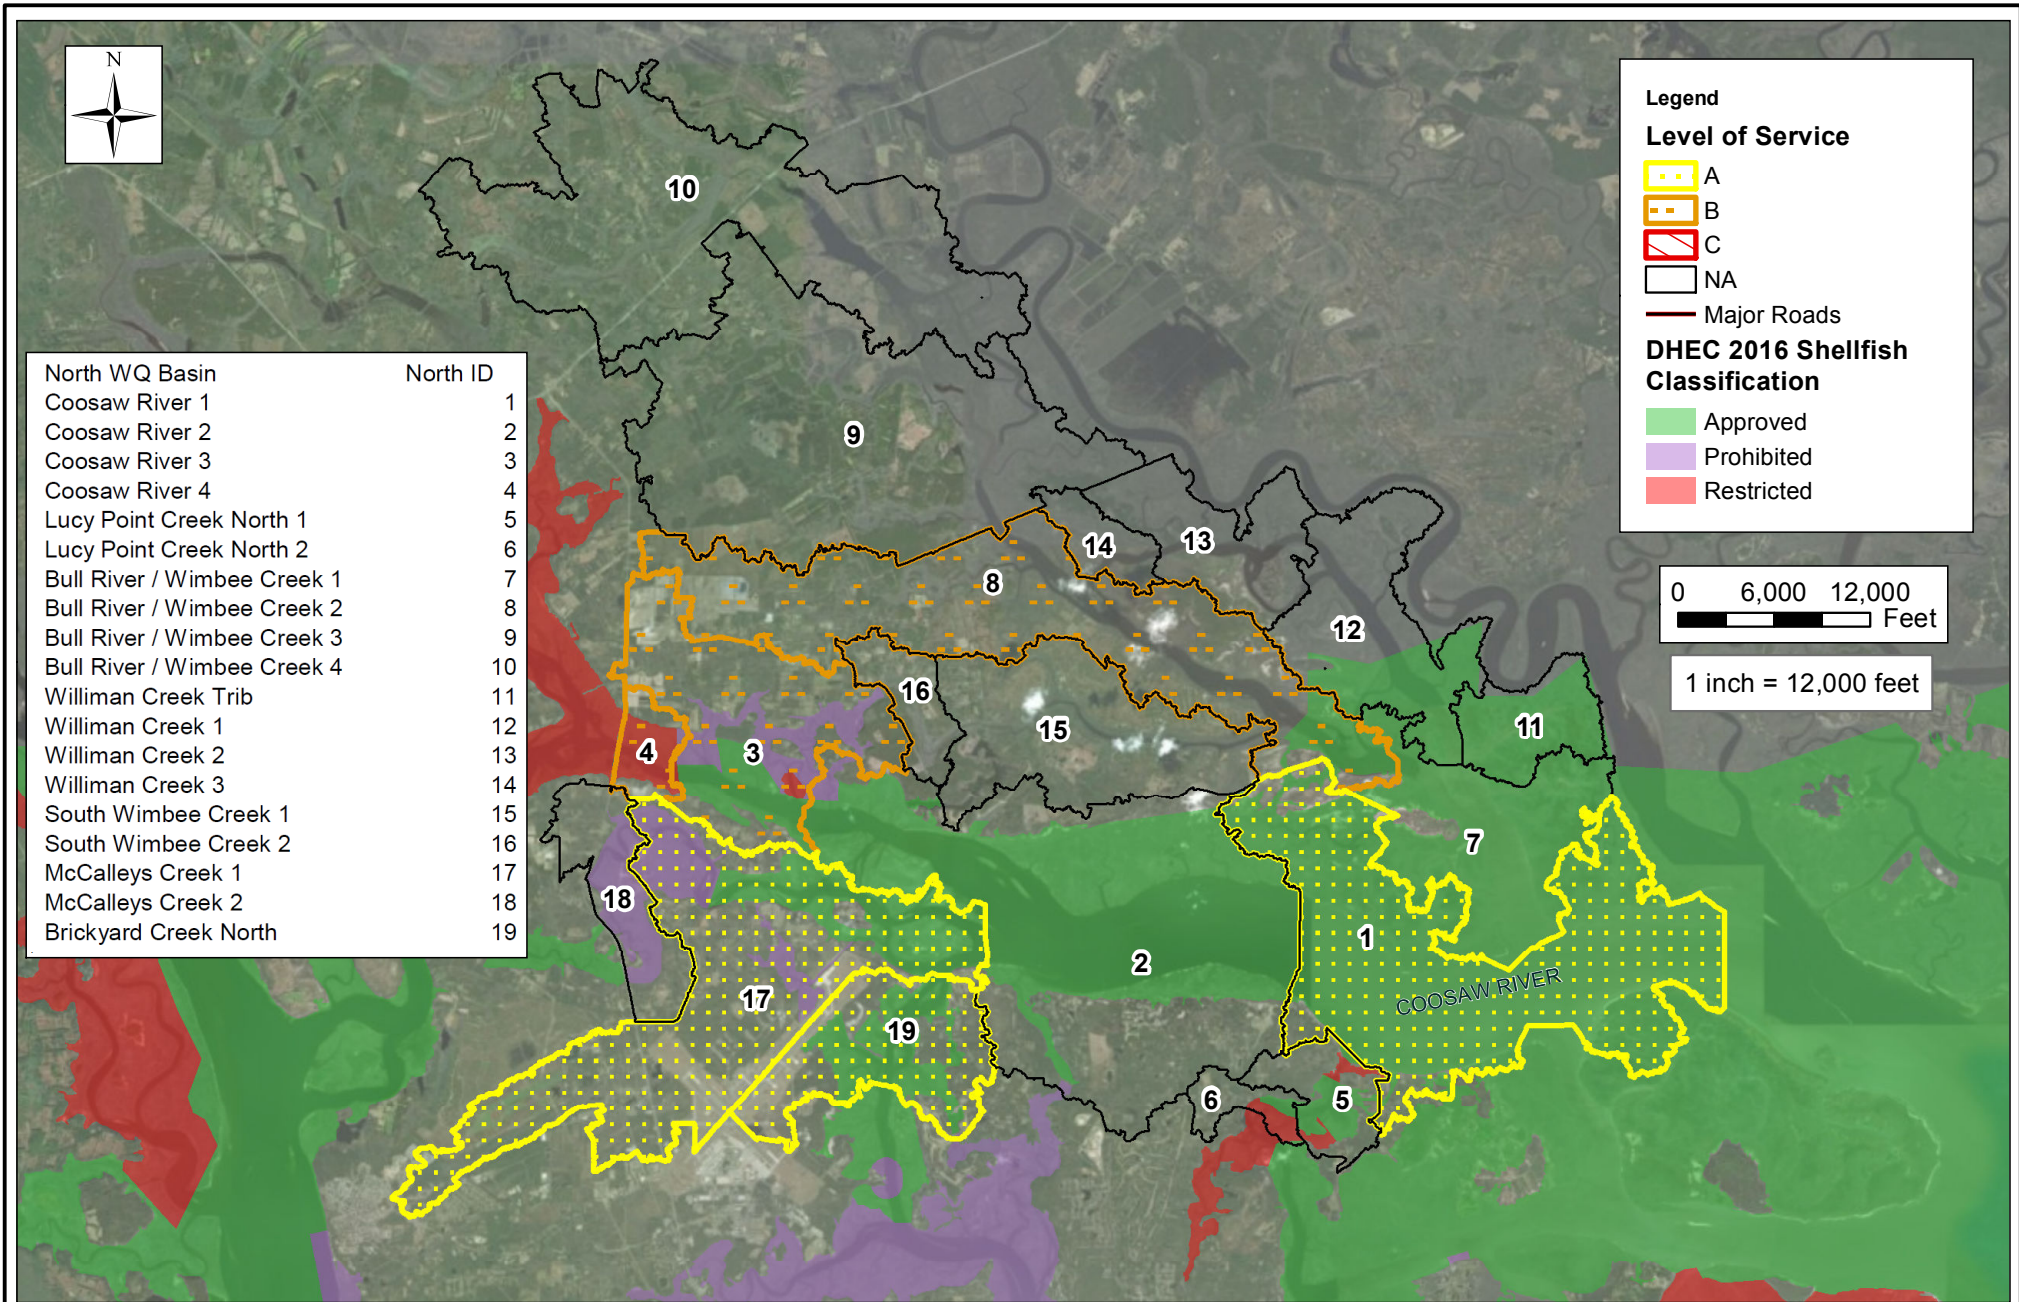 N
Legend
Level of Service
A
B
C
NA
Major Roads
DHEC 2016 Shellfish
Classification
Approved
Prohibited
Restricted
0 6,000 12,000
Feet
1 inch = 12,000 feet
North WQ Basin North ID
Coosaw River 1 1
Coosaw River 2 2
Coosaw River 3 3
Coosaw River 4 4
Lucy Point Creek North 1 5
Lucy Point Creek North 2 6
Bull River / Wimbee Creek 1 7
Bull River / Wimbee Creek 2 8
Bull River / Wimbee Creek 3 9
Bull River / Wimbee Creek 4 10
Williman Creek Trib 11
Williman Creek 1 12
Williman Creek 2 13
Williman Creek 3 14
South Wimbee Creek 1 15
South Wimbee Creek 2 16
McCalleys Creek 1 17
McCalleys Creek 2 18
Brickyard Creek North 19
10
9
14
13
8
12
16
15
11
4
3
7
18
1
2
17
COOSAW RIVER
19
6
5